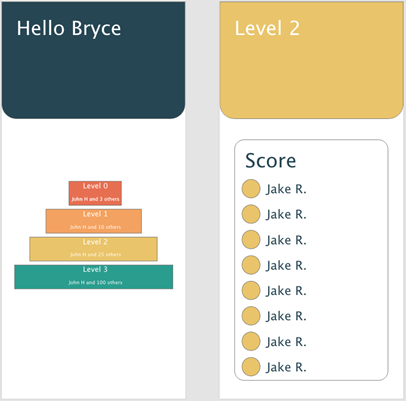 Hello Bryce
Level 0
John H and 3 others
Level 1
John H and 10 others
Level 2
John H and 25 others
Level 3
John H and 100 others
Level 2
Score
Jake R.
Jake R.
Jake R.
Jake R.
Jake R.
Jake R.
Jake R.
Jake R.